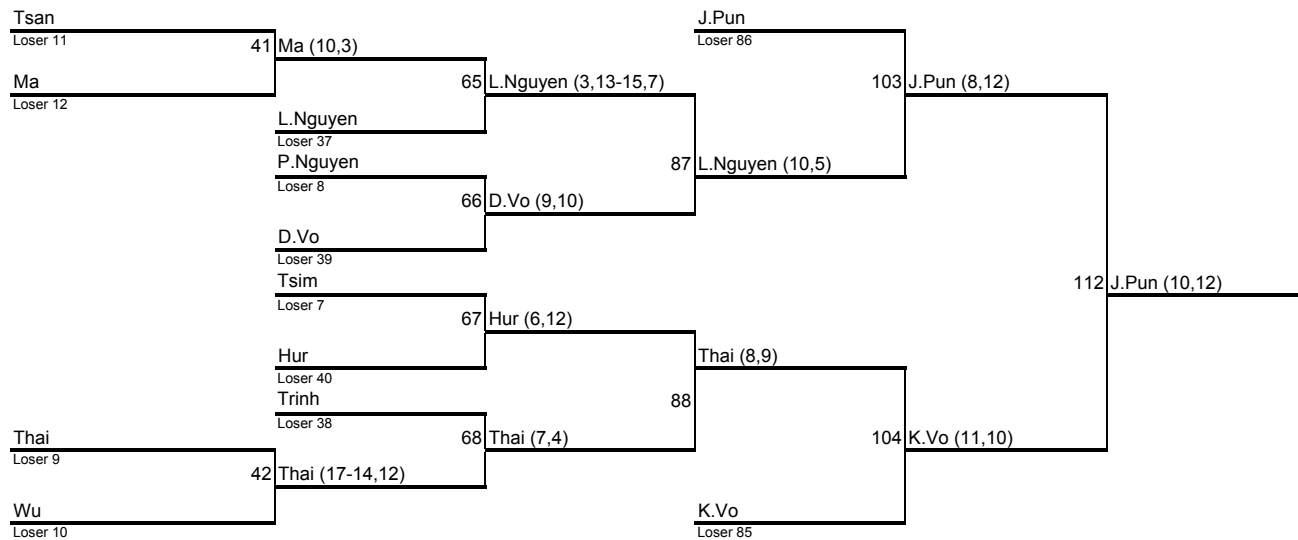 Tsan
Loser 11
41 Ma (10,3)
Ma
Loser 12
65 L.Nguyen (3,13-15,7)
L.Nguyen
Loser 37
P.Nguyen
Loser 8
66 D.Vo (9,10)
D.Vo
Loser 39
87 L.Nguyen (10,5)
J.Pun
Loser 86
103 J.Pun (8,12)
Tsim
Loser 7
67 Hur (6,12)
Hur
Loser 40
Trinh
Loser 38
68 Thai (7,4)
Thai
Loser 9
42 Thai (17-14,12)
Wu
Loser 10
88
Thai (8,9)
104 K.Vo (11,10)
K.Vo
Loser 85
112 J.Pun (10,12)